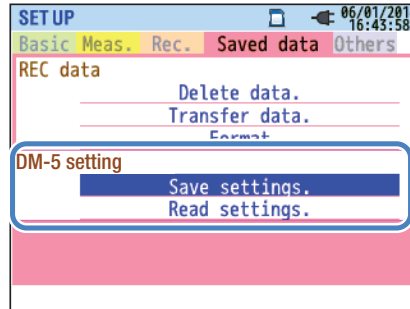 SET UP 06/01/201
16:43:58
Basic Meas. Rec. Saved data Others
REC data
Delete data.
Transfer data.
Format
DM-5 setting
Save settings.
Read settings.